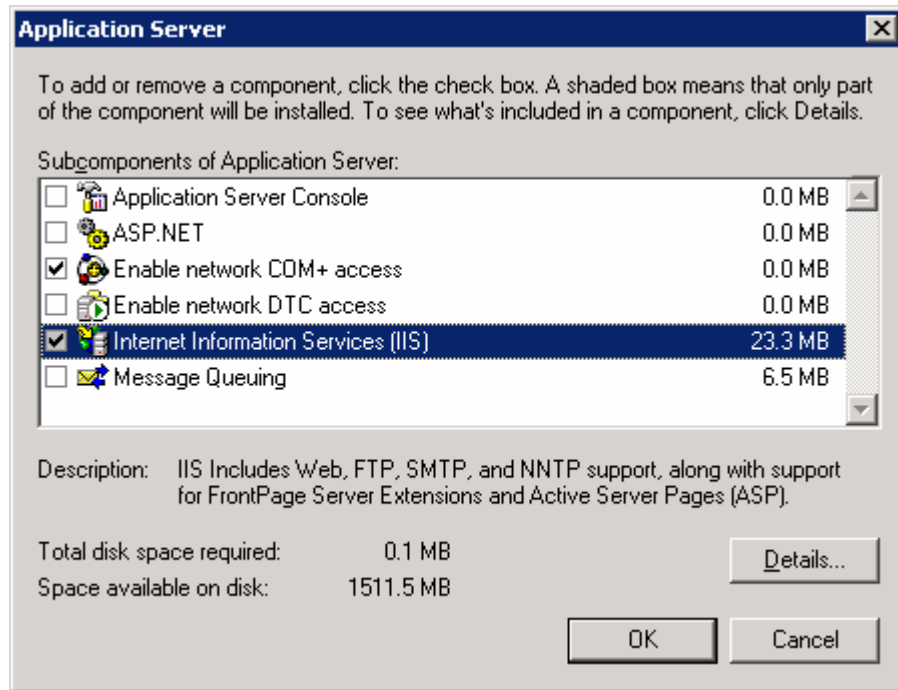 Application Server
To add or remove a component, click the check box. A shaded box means that only part
of the component will be installed. To see what's included in a component, click Details.
Subcomponents of Application Server:
Application Server Console 0.0 MB
ASP.NET 0.0 MB
Enable network COM+ access 0.0 MB
Enable network DTC access 0.0 MB
Internet Information Services (IIS) 23.3 MB
Message Queuing 6.5 MB
Description: IIS Includes Web, FTP, SMTP, and NNTP support, along with support
for FrontPage Server Extensions and Active Server Pages (ASP).
Total disk space required: 0.1 MB
Space available on disk: 1511.5 MB
Details...
OK Cancel